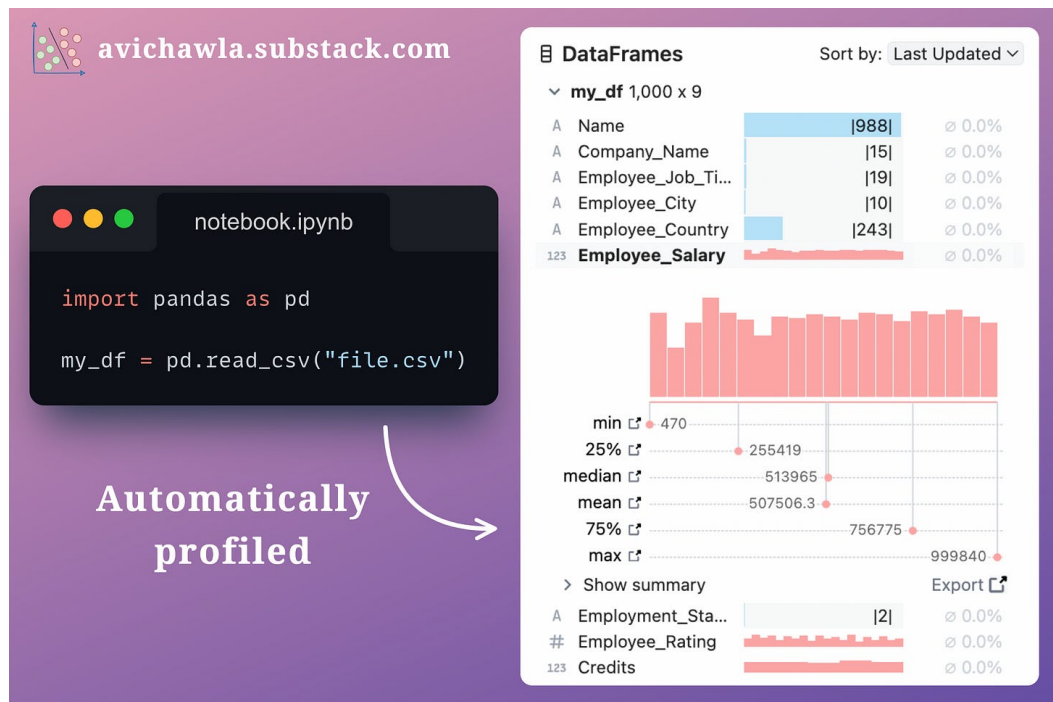 avichawla.substack.com
notebook.ipynb
import pandas as pd
my_df = pd.read_csv("file.csv")
Automatically
profiled
DataFrames Sort by: Last Updated
my_df 1,000 x 9
A Name |988| ∅ 0.0%
A Company_Name |15| ∅ 0.0%
A Employee_Job_Ti... |19| ∅ 0.0%
A Employee_City |10| ∅ 0.0%
A Employee_Country |243| ∅ 0.0%
123 Employee_Salary ∅ 0.0%
min 470
25% 255419
median 513965
mean 507506.3
75% 756775
max 999840
Show summary Export
A Employment_Sta... |2| ∅ 0.0%
# Employee_Rating ∅ 0.0%
123 Credits ∅ 0.0%